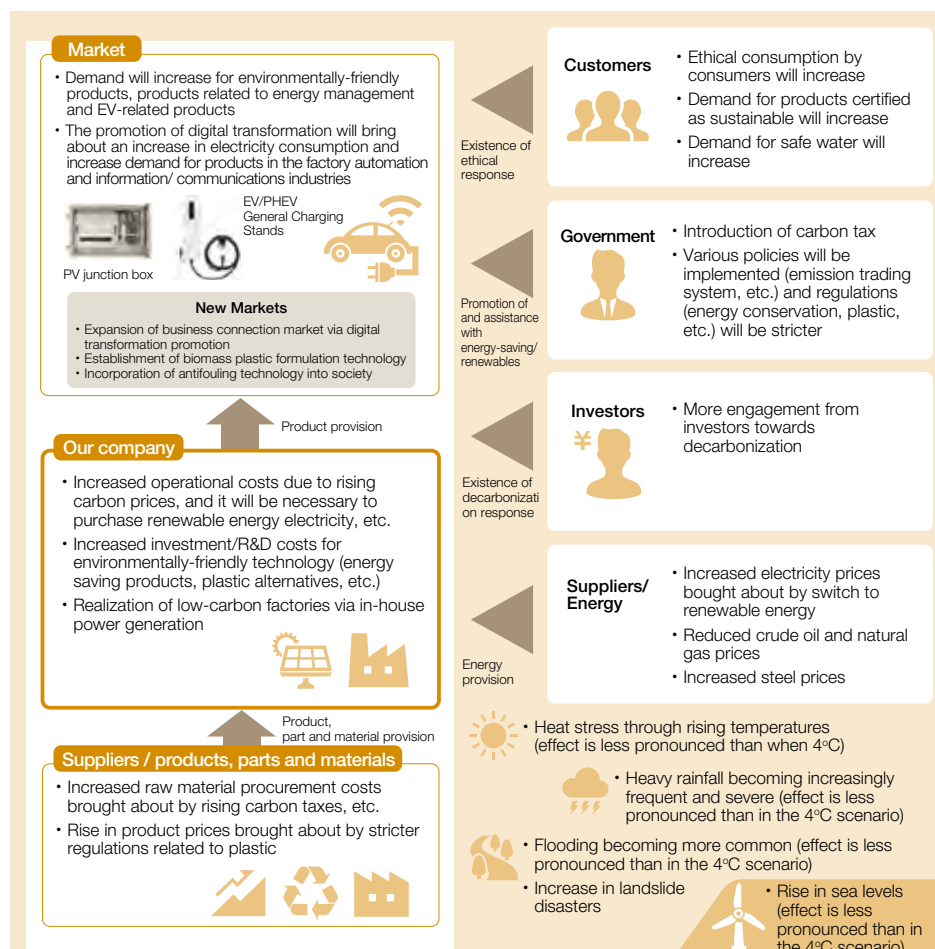 Market
• Demand will increase for environmentally-friendly
products, products related to energy management
and EV-related products
• The promotion of digital transformation will bring
about an increase in electricity consumption and
increase demand for products in the factory automation
and information/ communications industries
PV junction box
EV/PHEV
General Charging
Stands
New Markets
• Expansion of business connection market via digital
transformation promotion
• Establishment of biomass plastic formulation technology
• Incorporation of antifouling technology into society
Product provision
Our company
• Increased operational costs due to rising
carbon prices, and it will be necessary to
purchase renewable energy electricity, etc.
• Increased investment/R&D costs for
environmentally-friendly technology (energy
saving products, plastic alternatives, etc.)
• Realization of low-carbon factories via in-house
power generation
Product,
part and material provision
Suppliers / products, parts and materials
• Increased raw material procurement costs
brought about by rising carbon taxes, etc.
• Rise in product prices brought about by stricter
regulations related to plastic
Existence of
ethical
response
Customers
• Ethical consumption by
consumers will increase
• Demand for products certified
as sustainable will increase
• Demand for safe water will
increase
Promotion of
and assistance
with
energy-saving/
renewables
Government
• Introduction of carbon tax
• Various policies will be
implemented (emission trading
system, etc.) and regulations
(energy conservation, plastic,
etc.) will be stricter
Existence of
decarbonizati
on response
Investors
¥
• More engagement from
investors towards
decarbonization
Energy
provision
Suppliers/
Energy
• Increased electricity prices
bought about by switch to
renewable energy
• Reduced crude oil and natural
gas prices
• Increased steel prices
• Heat stress through rising temperatures
(effect is less pronounced than when 4°C)
• Heavy rainfall becoming increasingly
frequent and severe (effect is less
pronounced than in the 4°C scenario)
• Flooding becoming more common (effect is less
pronounced than in the 4°C scenario)
• Increase in landslide
disasters
• Rise in sea levels
(effect is less
pronounced than in
the 4°C scenario)